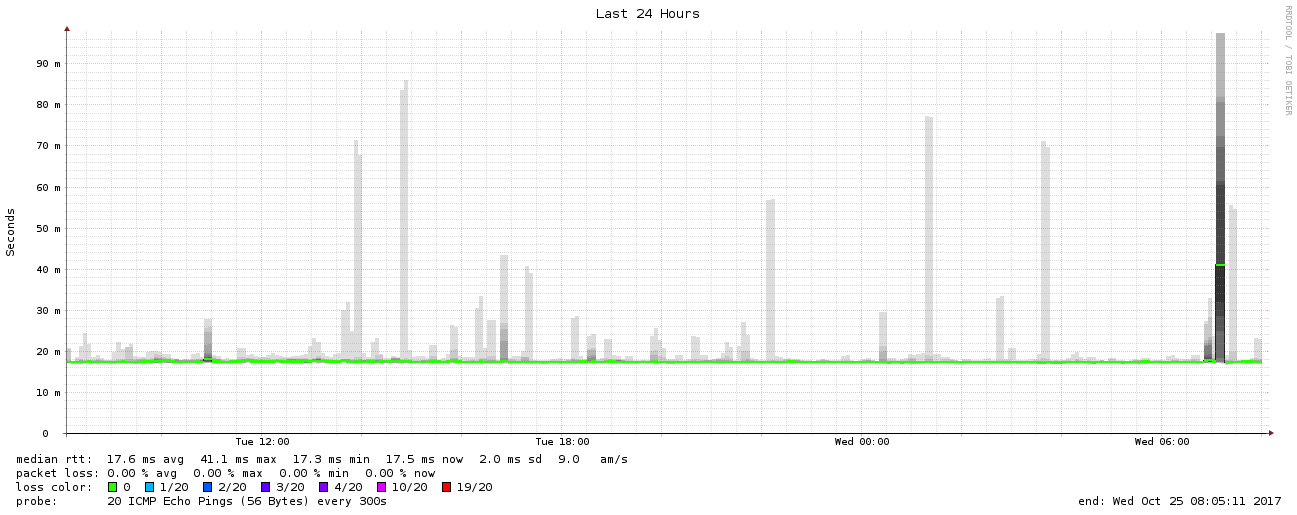 Last 24 Hours
RRDTOOL / TOBI OETIKER
Seconds
90 m
80 m
70 m
60 m
50 m
40 m
30 m
20 m
10 m
0
Tue 12:00 Tue 18:00 Wed 00:00 Wed 06:00
median rtt: 17.6 ms avg 41.1 ms max 17.3 ms min 17.5 ms now 2.0 ms sd 9.0 am/s
packet loss: 0.00 % avg 0.00 % max 0.00 % min 0.00 % now
loss color: 0 1/20 2/20 3/20 4/20 10/20 19/20
probe: 20 ICMP Echo Pings (56 Bytes) every 300s end: Wed Oct 25 08:05:11 2017